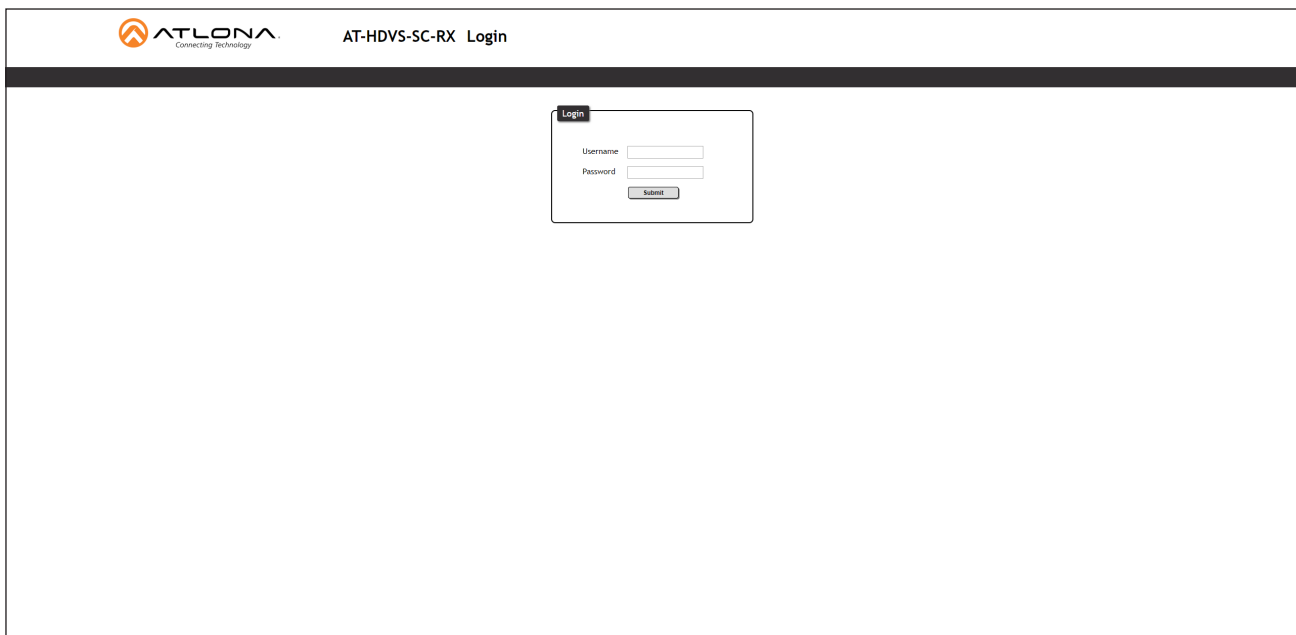 ATLONA.
Connecting Technology
AT-HDVS-SC-RX Login
Login
Username
Password
Submit